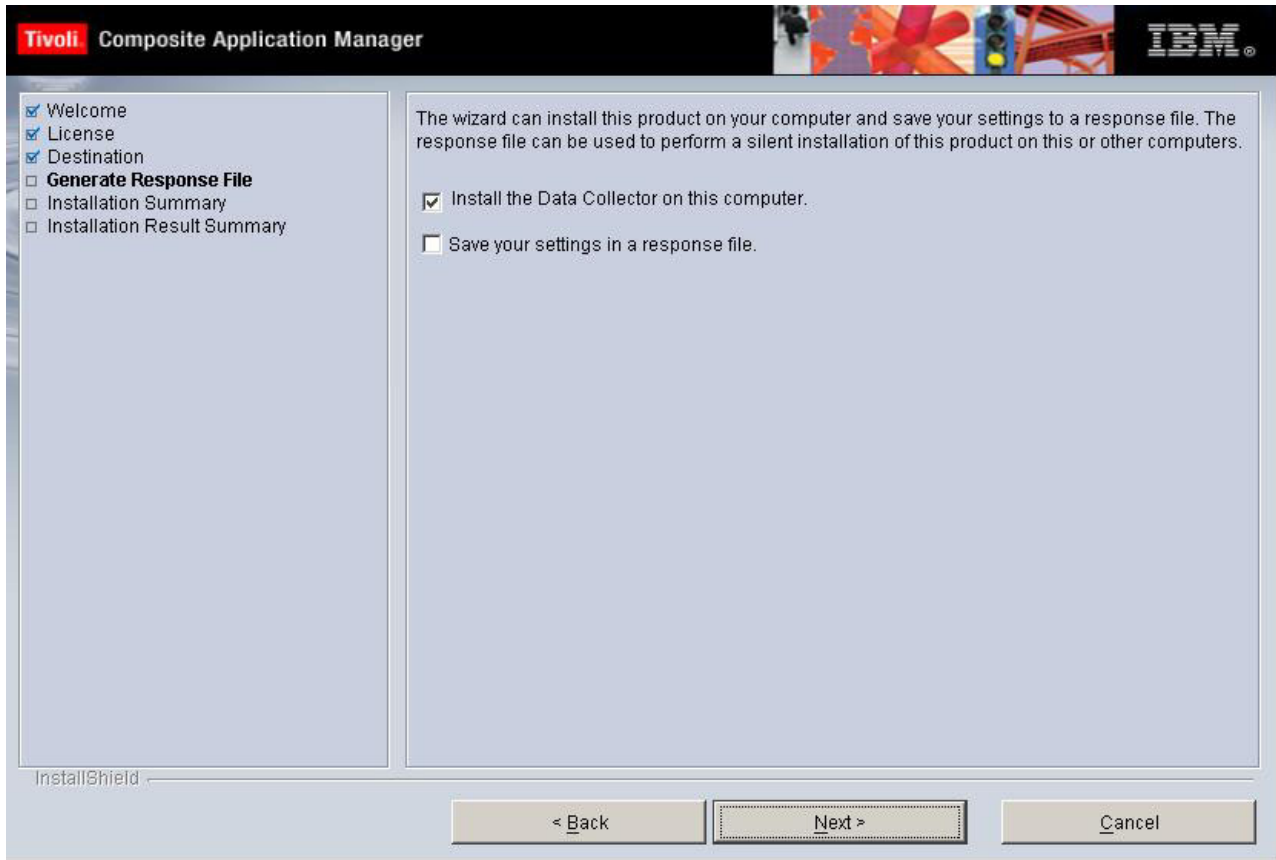 Tivoli. Composite Application Manager
IBM®
Welcome
License
Destination
Generate Response File
Installation Summary
Installation Result Summary
The wizard can install this product on your computer and save your settings to a response file. The
response file can be used to perform a silent installation of this product on this or other computers.
Install the Data Collector on this computer.
Save your settings in a response file.
InstallShield
< Back
Next >
Cancel